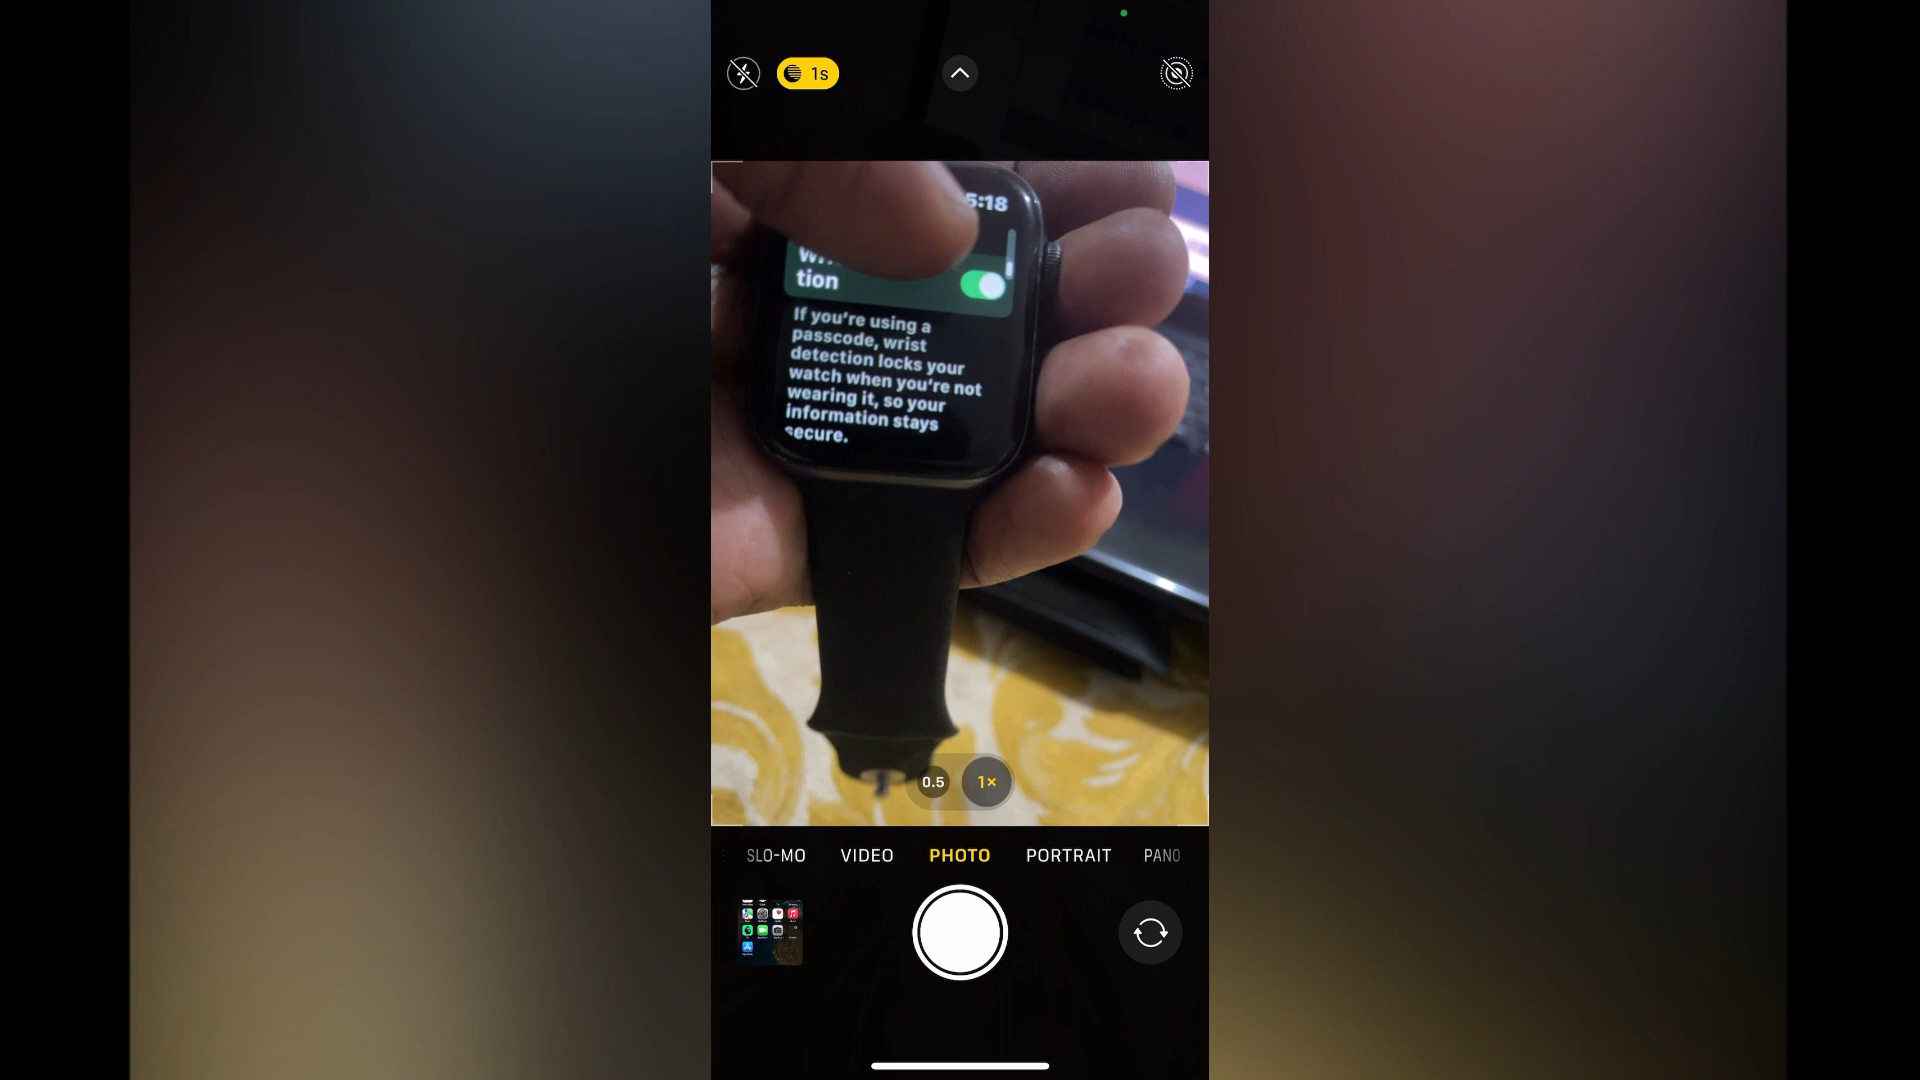 1s
5:18
tion
If you're using a
passcode, wrist
detection locks your
watch when you're not
wearing it, so your
information stays
secure.
0.5
1×
SLO-MO
VIDEO
PHOTO
PORTRAIT
PANO